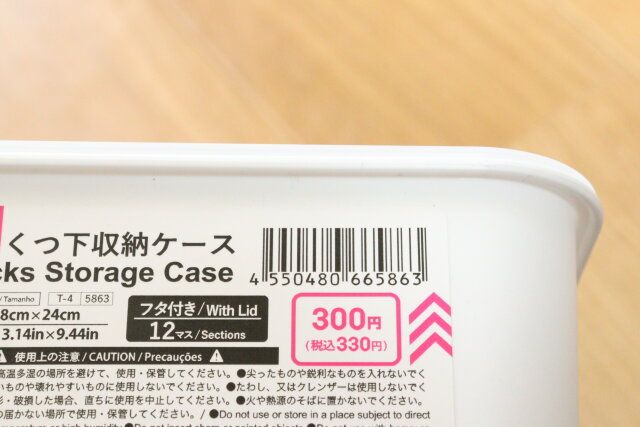 くつ下収納ケース
cks Storage Case
4 550480 665863
/ Tamanho T-4 5863
8cm×24cm
3.14in×9.44in
フタ付き/With Lid
12マス/Sections
300円
(税込330円)
使用上の注意/CAUTION/Precauções
高温多湿の場所を避けて、使用・保管してください。●尖ったものや鋭利なものを入れないでく
いものや壊れやすいものに使用しないでください。●たわし、又はクレンザーは使用しないでく
形・破損した場合、直ちに使用を中止してください。●火や熱源のそばに置かないでください。
の届かない場所で使用・保管してください。/ ●Do not use or store in a place subject to direct